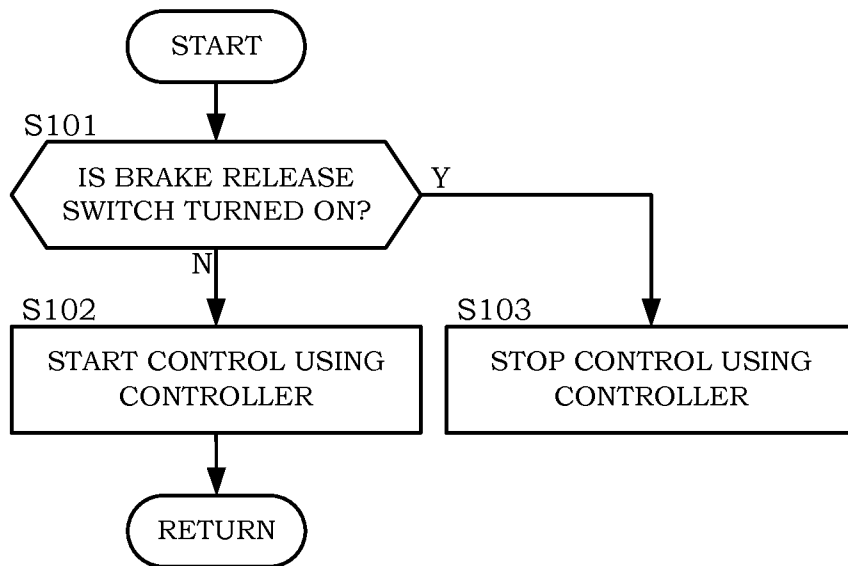 START
S101
IS BRAKE RELEASE
SWITCH TURNED ON?
Y
N
S102
START CONTROL USING
CONTROLLER
S103
STOP CONTROL USING
CONTROLLER
RETURN